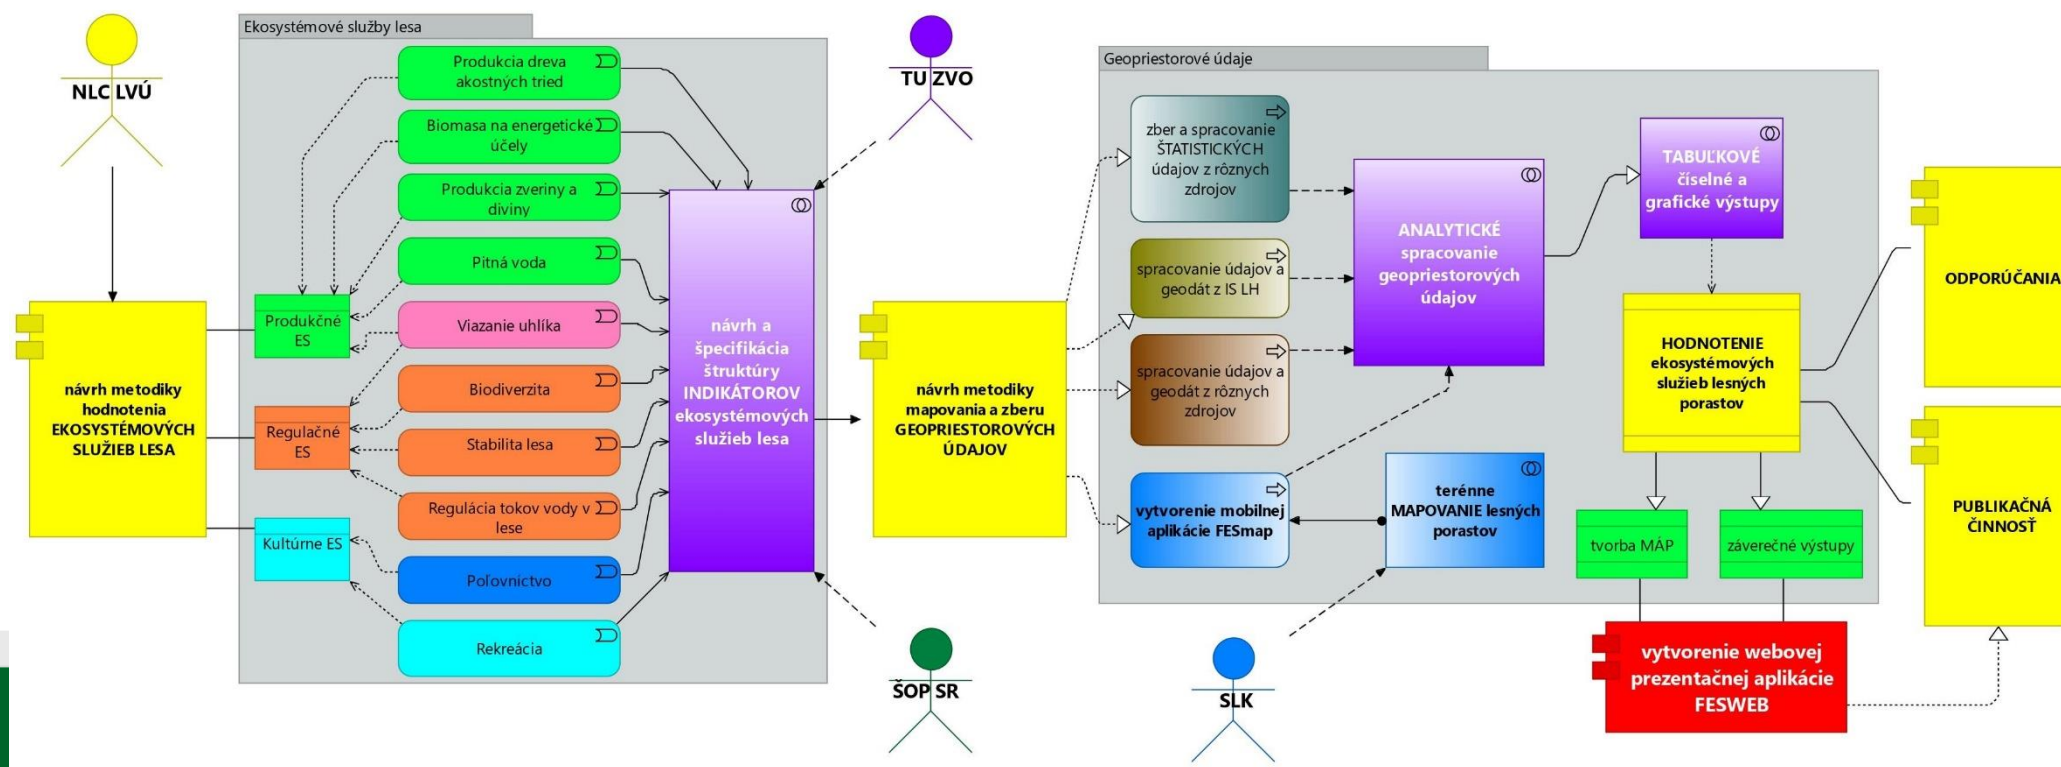 NLC LVÚ
Ekosystémové služby lesa
Produkcia dreva
akostných tried
Biomasa na energetické
účely
Produkcia zveriny a
diviny
Pitná voda
Viazanie uhlíka
Biodiverzita
Stabilita lesa
Regulácia tokov vody v
lese
Poľovníctvo
Rekreácia
Produkčné
ES
Regulačné
ES
Kultúrne ES
návrh metodiky
hodnotenia
EKOSYSTÉMOVÝCH
SLUŽIEB LESA
návrh a
špecifikácia
štruktúry
INDIKÁTOROV
ekosystémových
služieb lesa
TU ZVO
ŠOP SR
návrh metodiky
mapovania a zberu
GEOPRIESTOROVÝCH
ÚDAJOV
Geopriestorové údaje
zber a spracovanie
ŠTATISTICKÝCH
údajov z rôznych
zdrojov
spracovanie údajov a
geodát z IS LH
spracovanie údajov a
geodát z rôznych
zdrojov
vytvorenie mobilnej
aplikácie FESmap
ANALYTICKÉ
spracovanie
geopriestorových
údajov
terénne
MAPOVANIE lesných
porastov
SLK
TABUĽKOVÉ
číselné a
grafické výstupy
HODNOTENIE
ekosystémových
služieb lesných
porastov
tvorba MÁP
záverečné výstupy
vytvorenie webovej
prezentačnej aplikácie
FESWEB
ODPORÚČANIA
PUBLIKAČNÁ
ČINNOSŤ